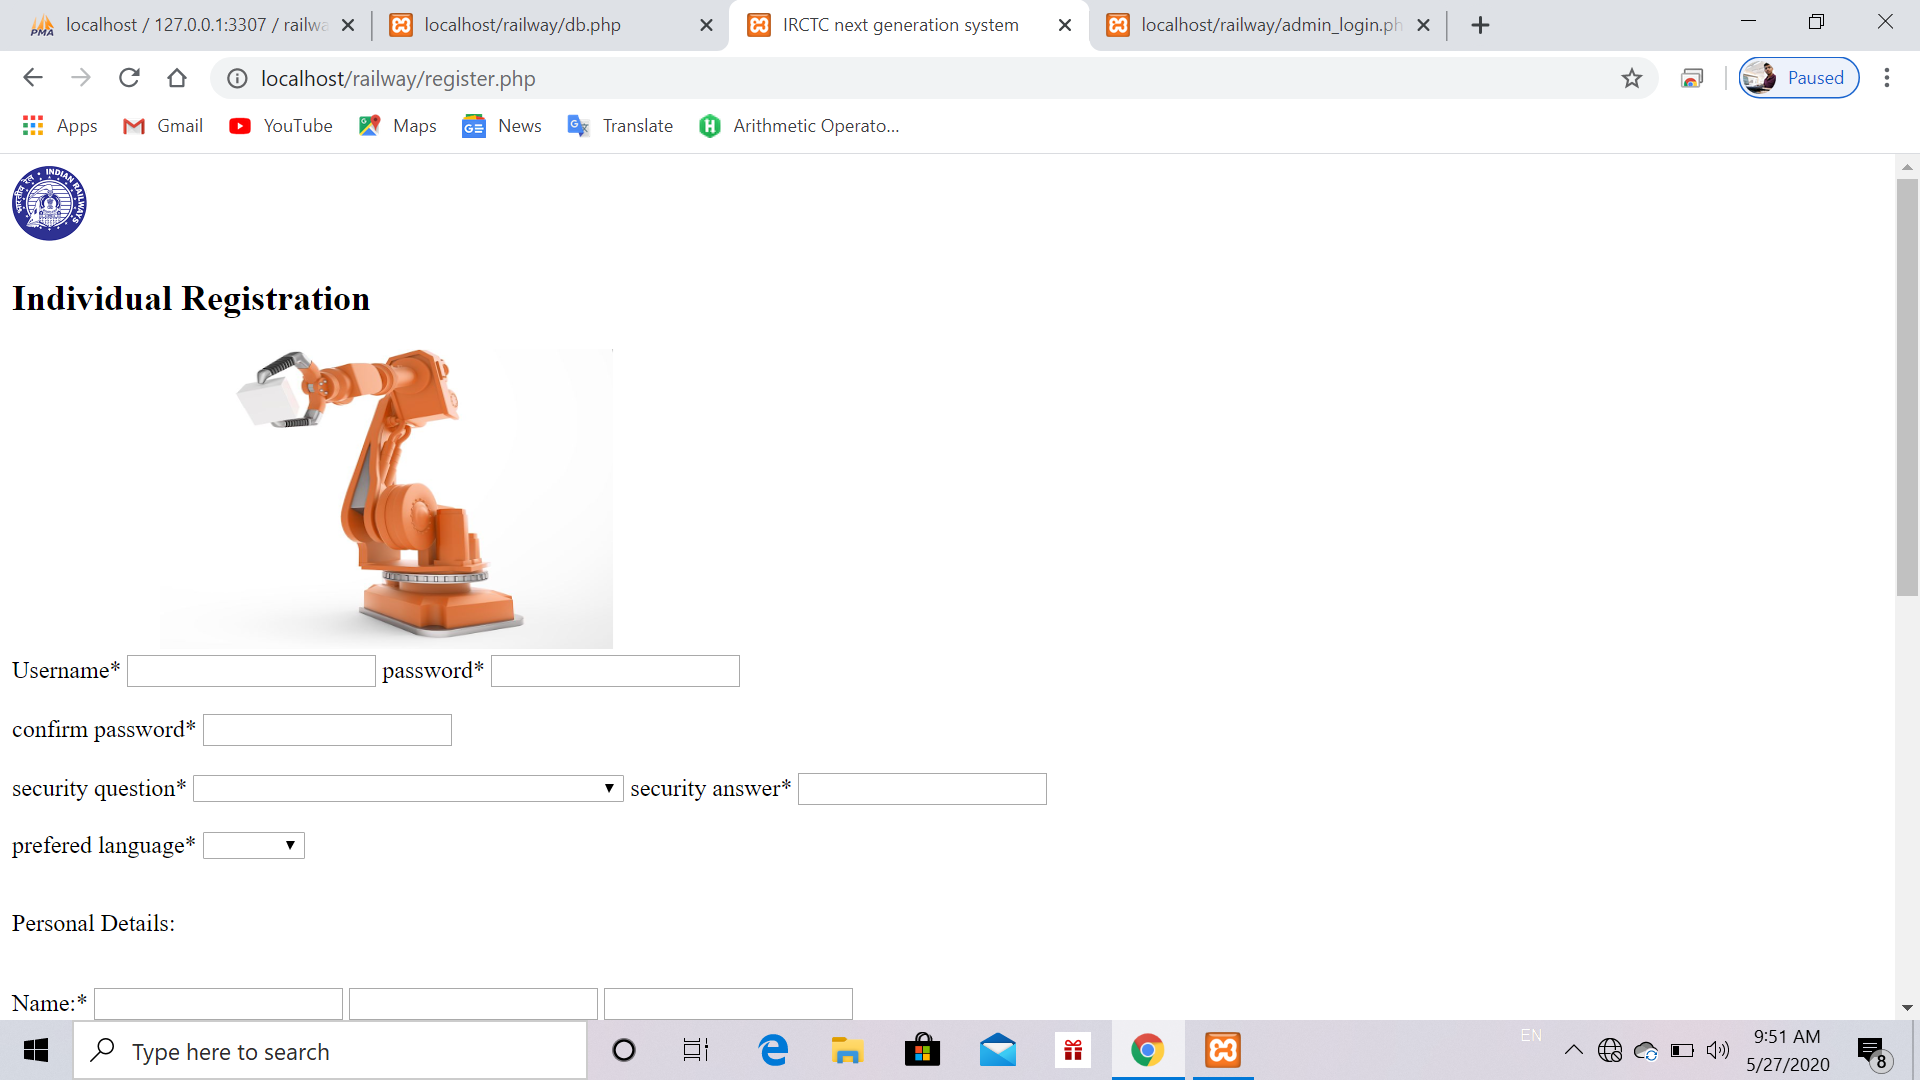 localhost / 127.0.0.1:3307 / railwa
localhost/railway/db.php
IRCTC next generation system
localhost/railway/admin_login.ph
localhost/railway/register.php
Paused
Apps
Gmail
YouTube
Maps
News
Translate
Arithmetic Operato...
INDIAN RAILWAYS
भारतीय रेल
Individual Registration
Username*
password*
confirm password*
security question*
security answer*
prefered language*
Personal Details:
Name:*
Type here to search
EN
9:51 AM
5/27/2020
8